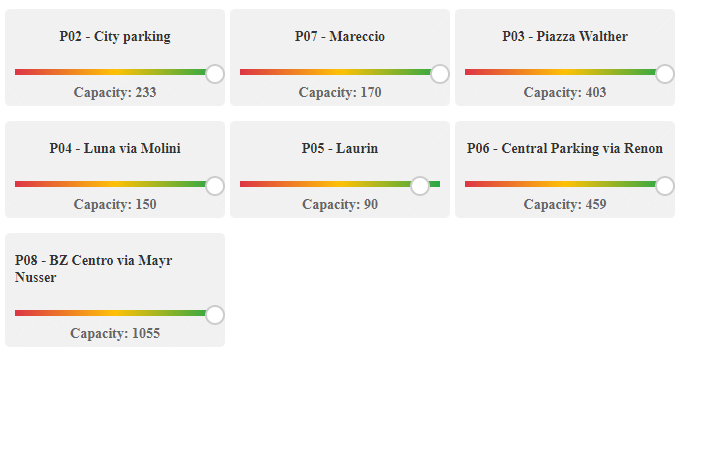 P02 - City parking
Capacity: 233
P07 - Mareccio
Capacity: 170
P03 - Piazza Walther
Capacity: 403
P04 - Luna via Molini
Capacity: 150
P05 - Laurin
Capacity: 90
P06 - Central Parking via Renon
Capacity: 459
P08 - BZ Centro via Mayr
Nusser
Capacity: 1055